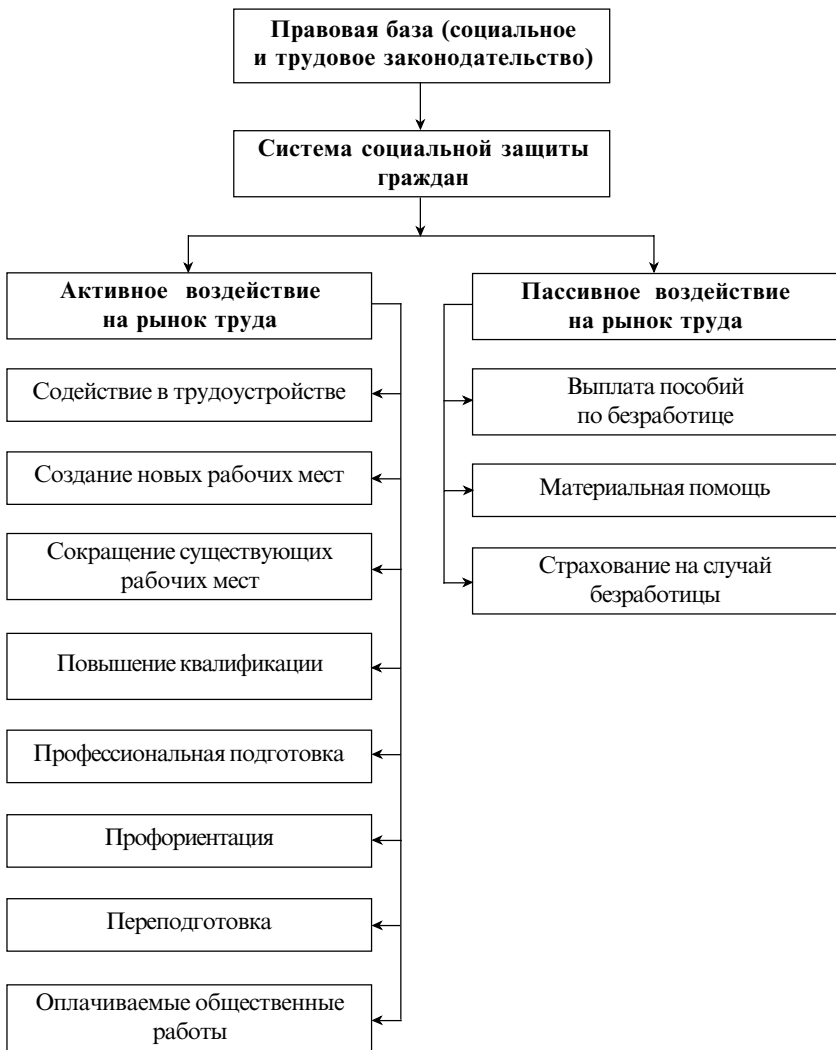 Правовая база (социальное
и трудовое законодательство)
Система социальной защиты
граждан
Активное воздействие
на рынок труда
Содействие в трудоустройстве
Создание новых рабочих мест
Сокращение существующих
рабочих мест
Повышение квалификации
Профессиональная подготовка
Профориентация
Переподготовка
Оплачиваемые общественные
работы
Пассивное воздействие
на рынок труда
Выплата пособий
по безработице
Материальная помощь
Страхование на случай
безработицы